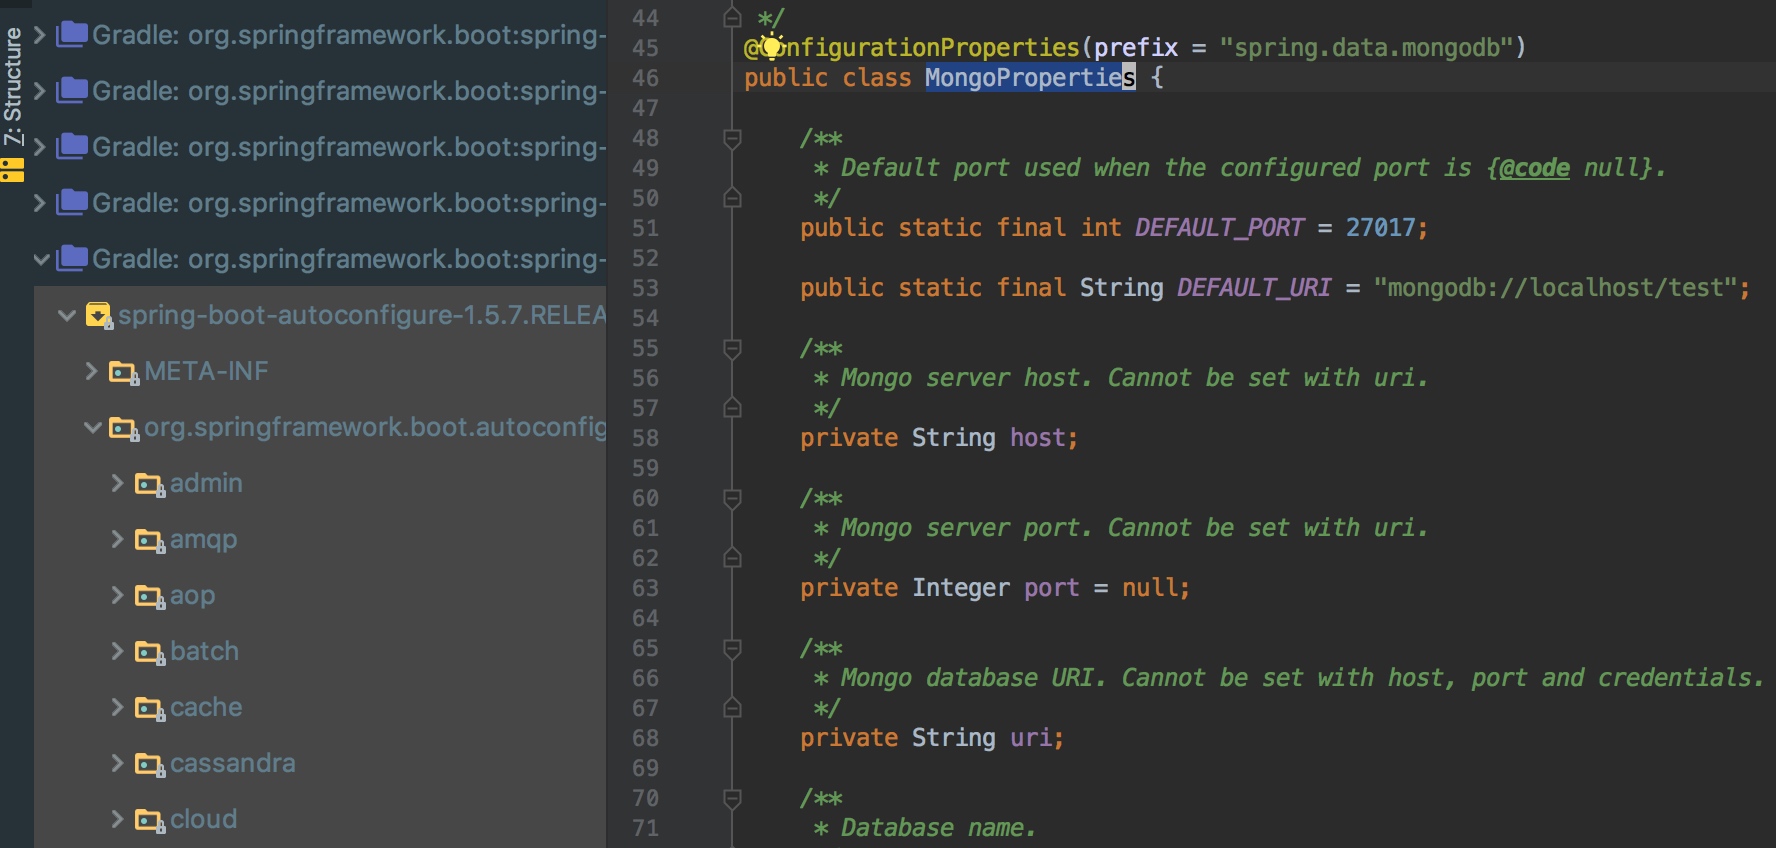 7: Structure
Gradle: org.springframework.boot:spring-
Gradle: org.springframework.boot:spring-
Gradle: org.springframework.boot:spring-
Gradle: org.springframework.boot:spring-
Gradle: org.springframework.boot:spring-
spring-boot-autoconfigure-1.5.7.RELEA
META-INF
org.springframework.boot.autoconfig
admin
amqp
aop
batch
cache
cassandra
cloud
44 */
45 @ConfigurationProperties(prefix = "spring.data.mongodb")
46 public class MongoProperties {
47
48 /**
49 * Default port used when the configured port is {@code null}.
50 */
51 public static final int DEFAULT_PORT = 27017;
52
53 public static final String DEFAULT_URI = "mongodb://localhost/test";
54
55 /**
56 * Mongo server host. Cannot be set with uri.
57 */
58 private String host;
59
60 /**
61 * Mongo server port. Cannot be set with uri.
62 */
63 private Integer port = null;
64
65 /**
66 * Mongo database URI. Cannot be set with host, port and credentials.
67 */
68 private String uri;
69
70 /**
71 * Database name.